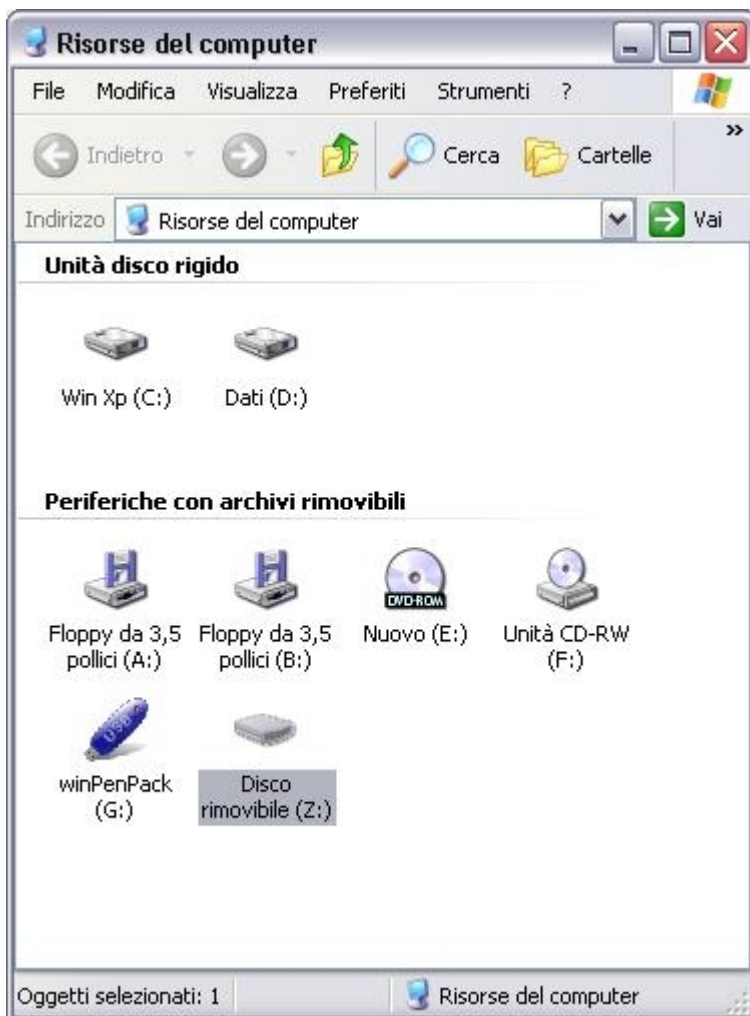 Risorse del computer
File Modifica Visualizza Preferiti Strumenti ?
Indietro Cerca Cartelle »
Indirizzo Risorse del computer Vai
Unità disco rigido
Win Xp (C:) Dati (D:)
Periferiche con archivi rimovibili
DVD-ROM
Floppy da 3,5 Floppy da 3,5 Nuovo (E:) Unità CD-RW
pollici (A:) pollici (B:) (F:)
USB
winPenPack Disco
(G:) rimovibile (Z:)
Oggetti selezionati: 1 Risorse del computer